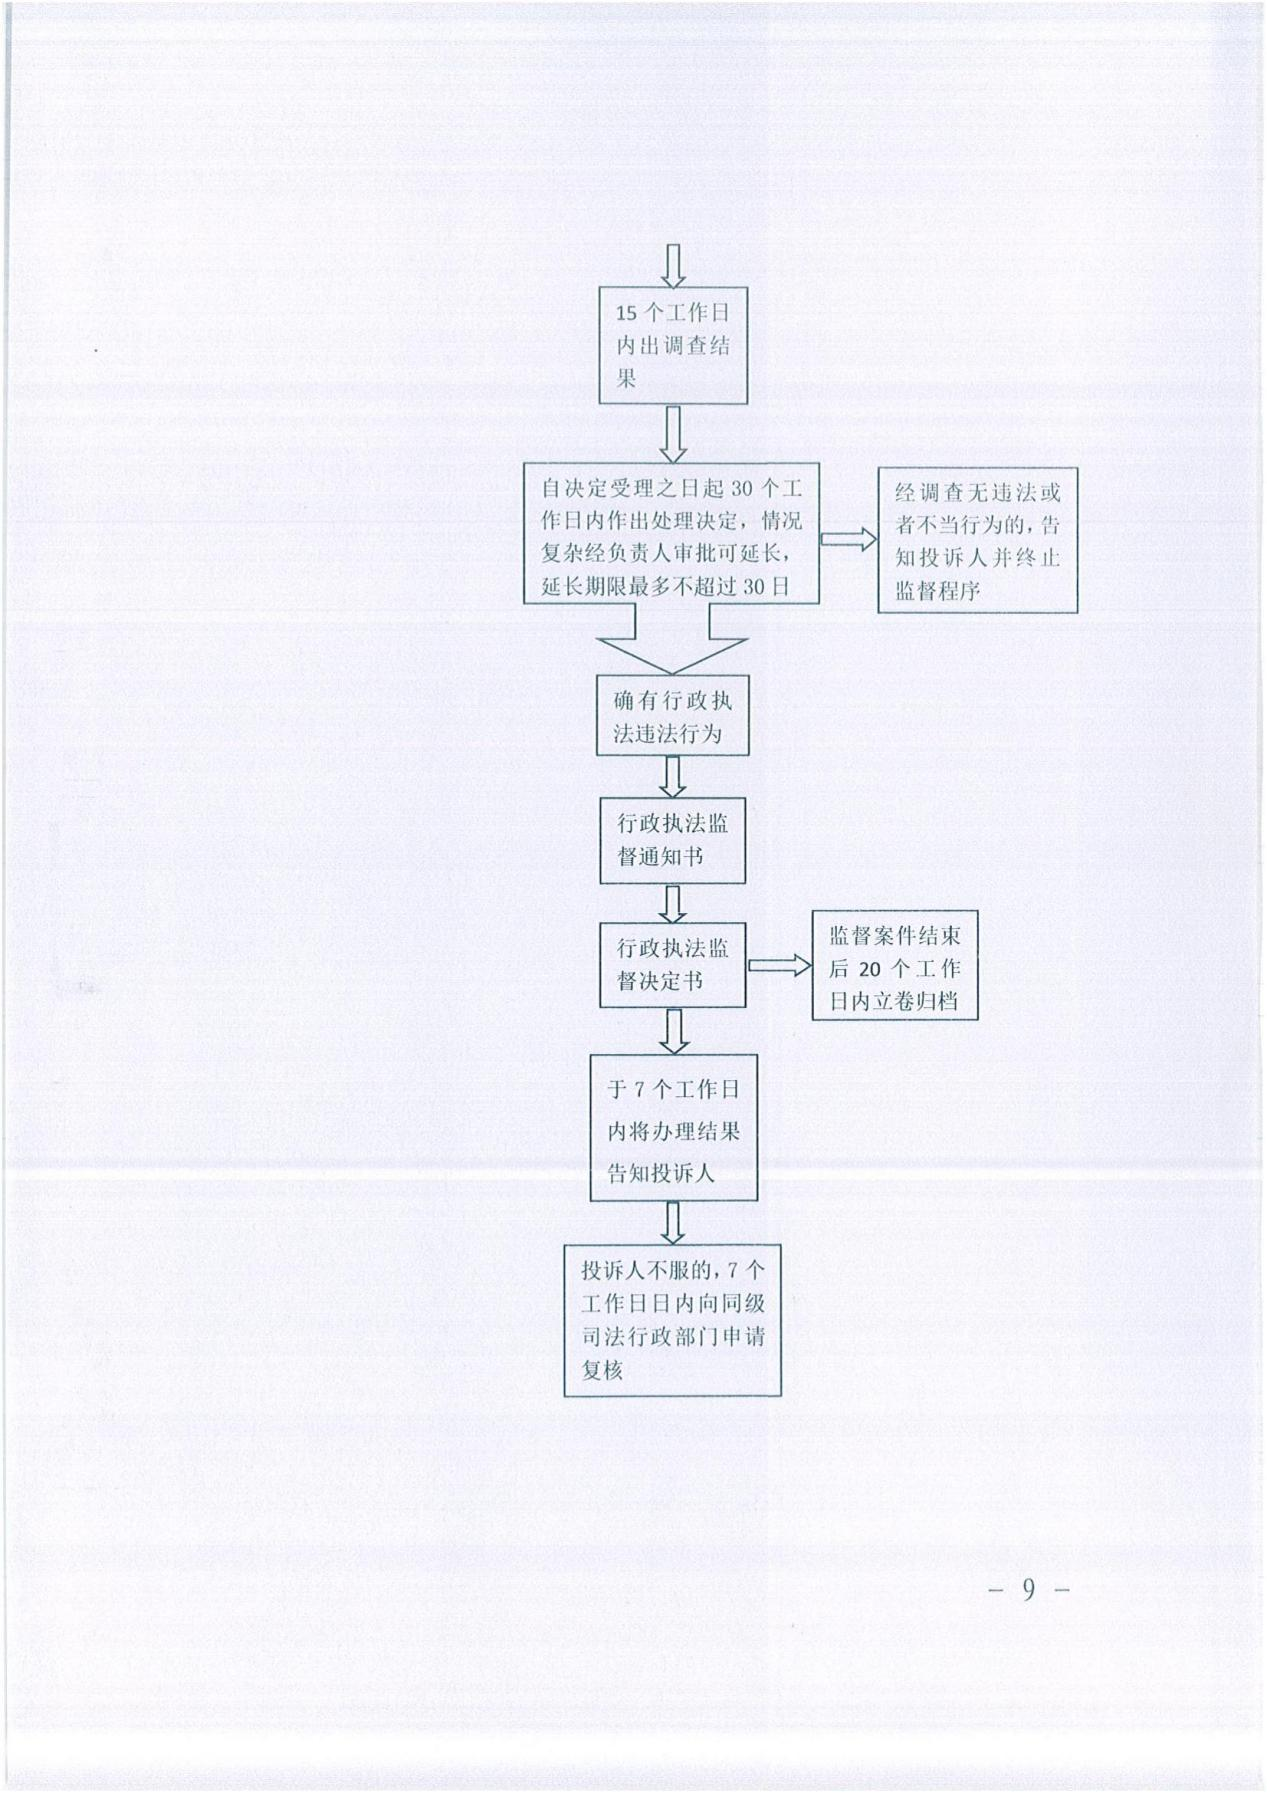 15 个工作日
内出调查结
果
自决定受理之日起 30 个工
作日内作出处理决定，情况
复杂经负责人审批可延长，
延长期限最多不超过 30 日
经调查无违法或
者不当行为的，告
知投诉人并终止
监督程序
确有行政执
法违法行为
行政执法监
督通知书
行政执法监
督决定书
监督案件结束
后 20 个工作
日内立卷归档
于 7 个工作日
内将办理结果
告知投诉人
投诉人不服的，7 个
工作日日内向同级
司法行政部门申请
复核
- 9 -